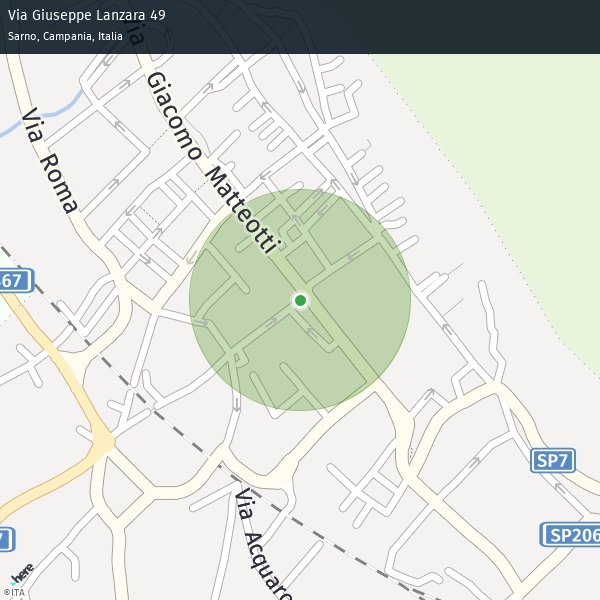 Via Giuseppe Lanzara 49
Sarno, Campania, Italia
Via Giacomo Matteotti
Via Roma
367
SP7
SP206
Via Acquaro
7
here
©ITA